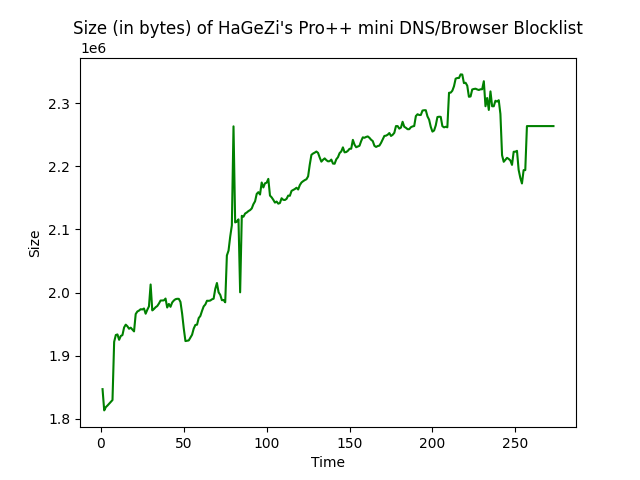 Size (in bytes) of HaGeZi's Pro++ mini DNS/Browser Blocklist
1e6
2.3
2.2
2.1
2.0
1.9
1.8
Size
0 50 100 150 200 250
Time